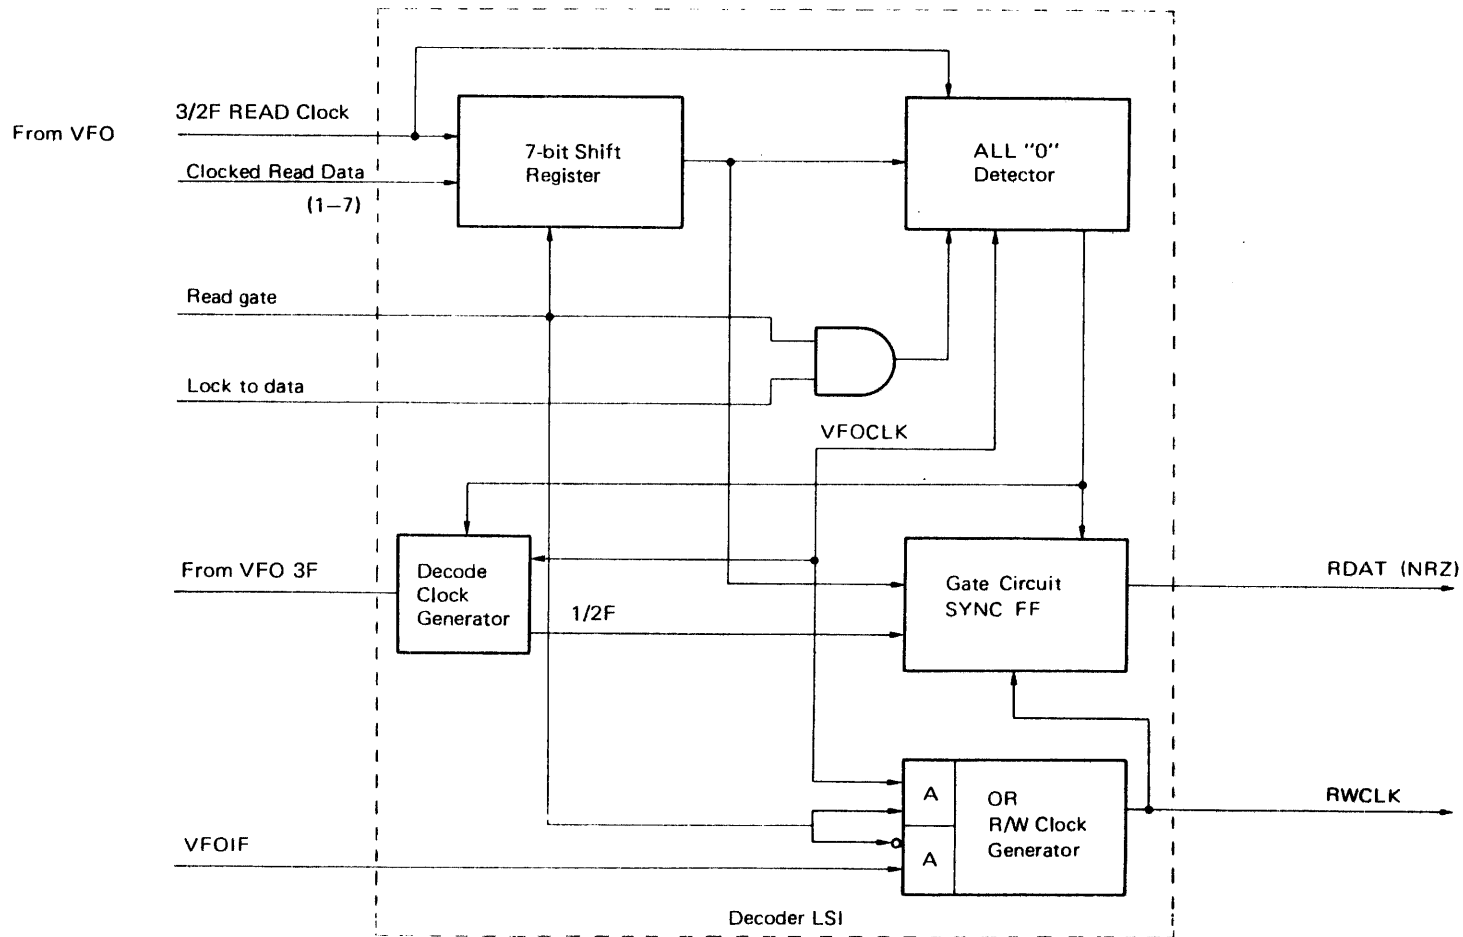 3/2F READ Clock
From VFO
Clocked Read Data
(1–7)
7-bit Shift
Register
ALL "0"
Detector
Read gate
Lock to data
VFOCLK
From VFO 3F
Decode
Clock
Generator
1/2F
Gate Circuit
SYNC FF
RDAT (NRZ)
A
A
OR
R/W Clock
Generator
RWCLK
VFOIF
Decoder LSI